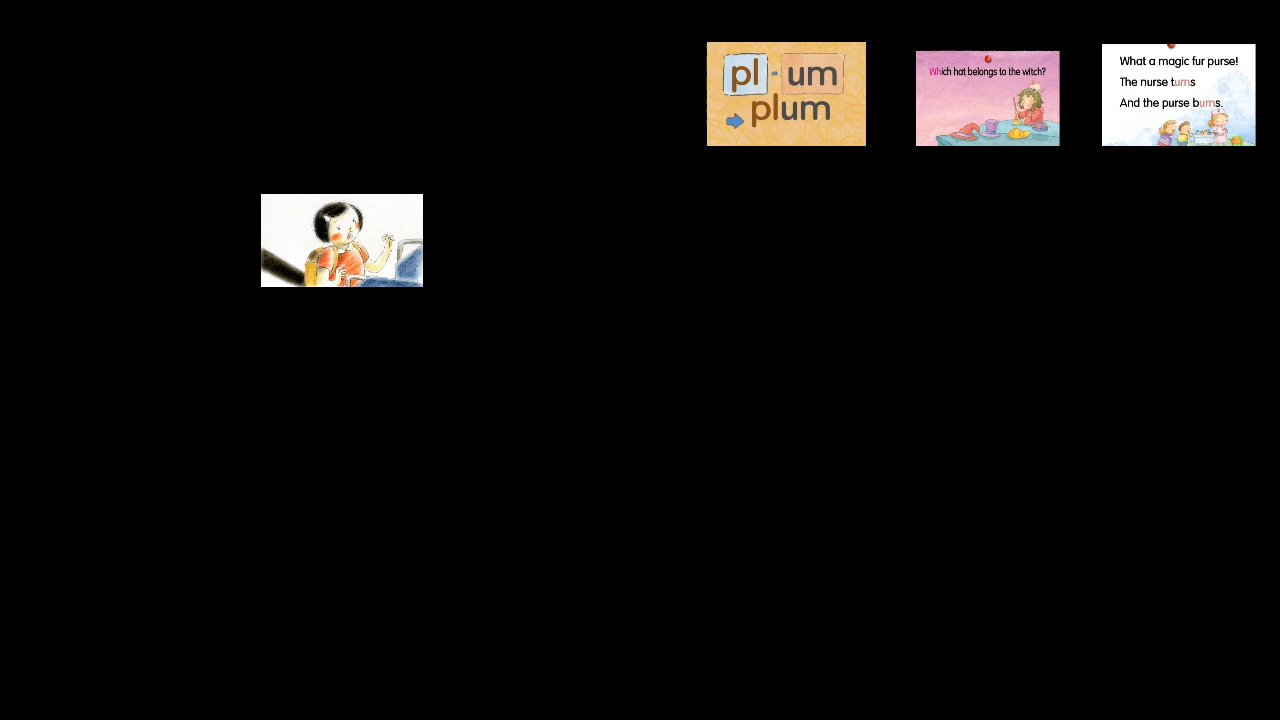 pl - um
plum
Which hat belongs to the witch?
What a magic fur purse!
The nurse turns
And the purse burns.